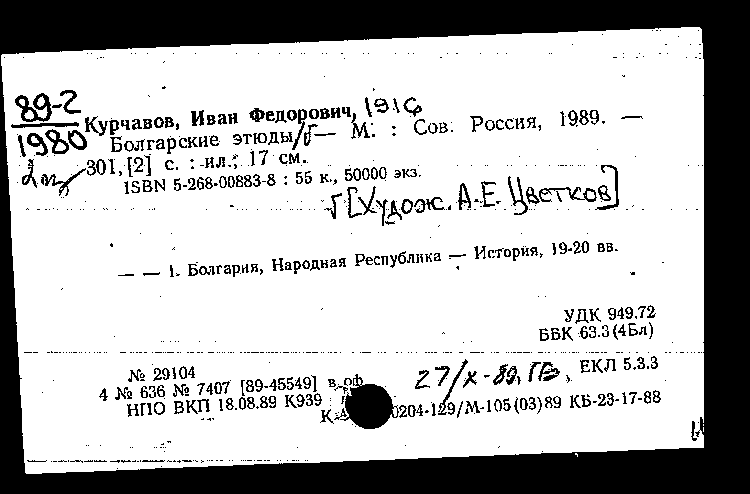 89-2
1980
2 экз
Курчавов, Иван Федорович, 1916
Болгарские этюды/√— М. : Сов. Россия, 1989. —
301, [2] с. : ил.; 17 см.
ISBN 5-268-00883-8 : 55 к., 50000 экз.
√[Худож. А.Е. Цветков]
— — 1. Болгария, Народная Республика — История, 19-20 вв.
УДК 949.72
ББК 63.3(4Бл)
№ 29104
4 № 636 № 7407 [89-45549] в оф
27/X-89, ГБ, ЕКЛ 5.3.3
НПО ВКП 18.08.89 К939
0204-129/М-105(03)89 КБ-23-17-88